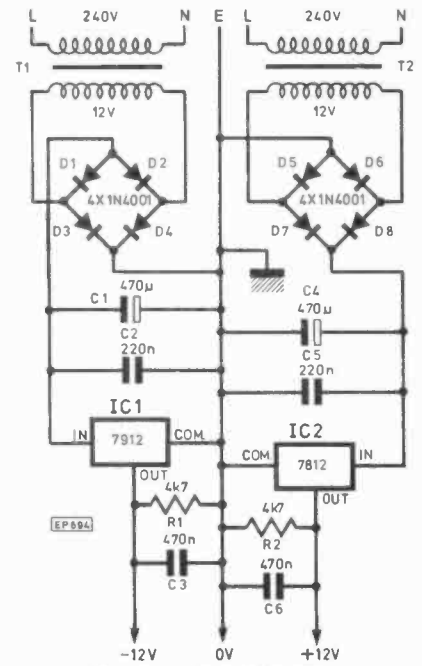 L 240V N E L 240V N
T1 T2
12V 12V
D1 D2 D5 D6
4X1N4001 4X1N4001
D3 D4 D7 D8
470µ C4
C1 470µ
C2 C5
220n 220n
IC1 IC2
IN 7912 COM. COM. 7812 IN
OUT OUT
4k7 4k7
EP694 R1 R2
470n 470n
C3 C6
-12V 0V +12V